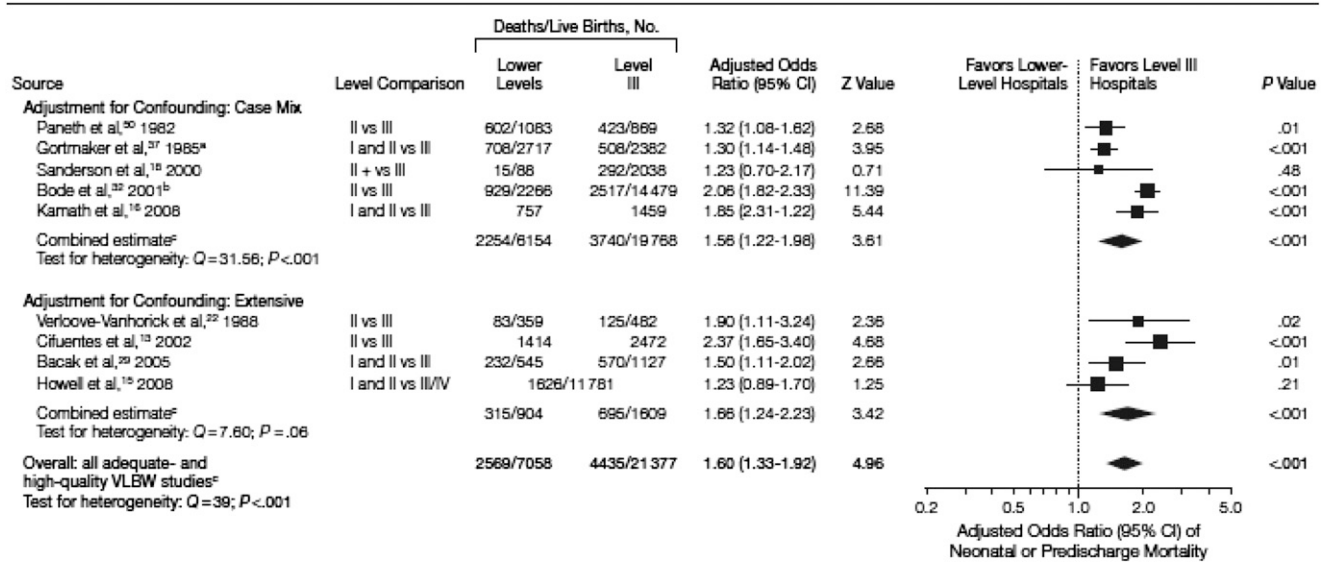 Deaths/Live Births, No.
Source Level Comparison Lower Levels Level III Adjusted Odds Ratio (95% CI) Z Value Favors Lower-Level Hospitals Favors Level III Hospitals P Value
Adjustment for Confounding: Case Mix
Paneth et al,50 1982 II vs III 602/1083 423/869 1.32 (1.08-1.62) 2.68 .01
Gortmaker et al,37 1985a I and II vs III 708/2717 508/2382 1.30 (1.14-1.48) 3.95 <.001
Sanderson et al,18 2000 II + vs III 15/88 292/2038 1.23 (0.70-2.17) 0.71 .48
Bode et al,32 2001b II vs III 929/2266 2517/14 479 2.06 (1.82-2.33) 11.39 <.001
Kamath et al,16 2008 I and II vs III 757 1459 1.85 (2.31-1.22) 5.44 <.001
Combined estimatec 2254/6154 3740/19 768 1.56 (1.22-1.98) 3.61 <.001
Test for heterogeneity: Q=31.56; P<.001
Adjustment for Confounding: Extensive
Verloove-Vanhorick et al,22 1988 II vs III 83/359 125/482 1.90 (1.11-3.24) 2.36 .02
Cifuentes et al,13 2002 II vs III 1414 2472 2.37 (1.65-3.40) 4.68 <.001
Bacak et al,29 2005 I and II vs III 232/545 570/1127 1.50 (1.11-2.02) 2.66 .01
Howell et al,15 2008 I and II vs III/IV 1626/11 781 1.23 (0.89-1.70) 1.25 .21
Combined estimatec 315/904 695/1609 1.66 (1.24-2.23) 3.42 <.001
Test for heterogeneity: Q=7.60; P=.06
Overall: all adequate- and 2569/7058 4435/21 377 1.60 (1.33-1.92) 4.96 <.001
high-quality VLBW studiesc
Test for heterogeneity: Q=39; P<.001
0.2 0.5 1.0 2.0 5.0
Adjusted Odds Ratio (95% CI) of
Neonatal or Predischarge Mortality